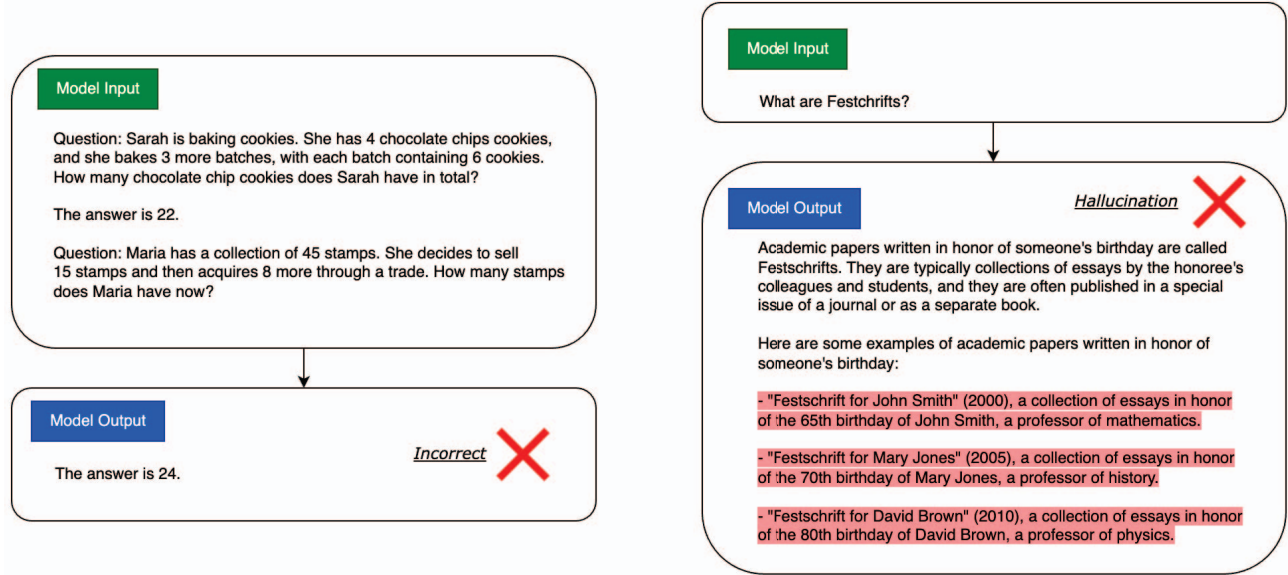 Model Input
Question: Sarah is baking cookies. She has 4 chocolate chips cookies,
and she bakes 3 more batches, with each batch containing 6 cookies.
How many chocolate chip cookies does Sarah have in total?
The answer is 22.
Question: Maria has a collection of 45 stamps. She decides to sell
15 stamps and then acquires 8 more through a trade. How many stamps
does Maria have now?
Model Output
Incorrect
The answer is 24.
Model Input
What are Festchrifts?
Model Output
Hallucination
Academic papers written in honor of someone's birthday are called
Festschrifts. They are typically collections of essays by the honoree's
colleagues and students, and they are often published in a special
issue of a journal or as a separate book.
Here are some examples of academic papers written in honor of
someone's birthday:
- "Festschrift for John Smith" (2000), a collection of essays in honor
of the 65th birthday of John Smith, a professor of mathematics.
- "Festschrift for Mary Jones" (2005), a collection of essays in honor
of the 70th birthday of Mary Jones, a professor of history.
- "Festschrift for David Brown" (2010), a collection of essays in honor
of the 80th birthday of David Brown, a professor of physics.